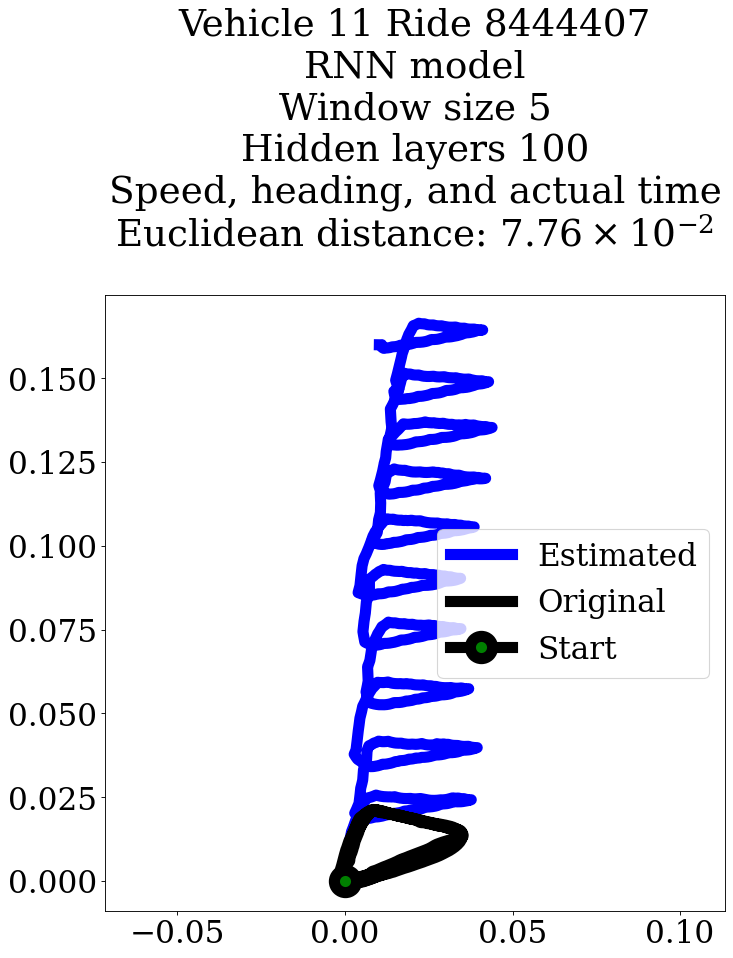 Vehicle 11 Ride 8444407
RNN model
Window size 5
Hidden layers 100
Speed, heading, and actual time
Euclidean distance: 7.76 × 10⁻²
0.150
0.125
0.100
0.075
0.050
0.025
0.000
Estimated
Original
Start
−0.05 0.00 0.05 0.10